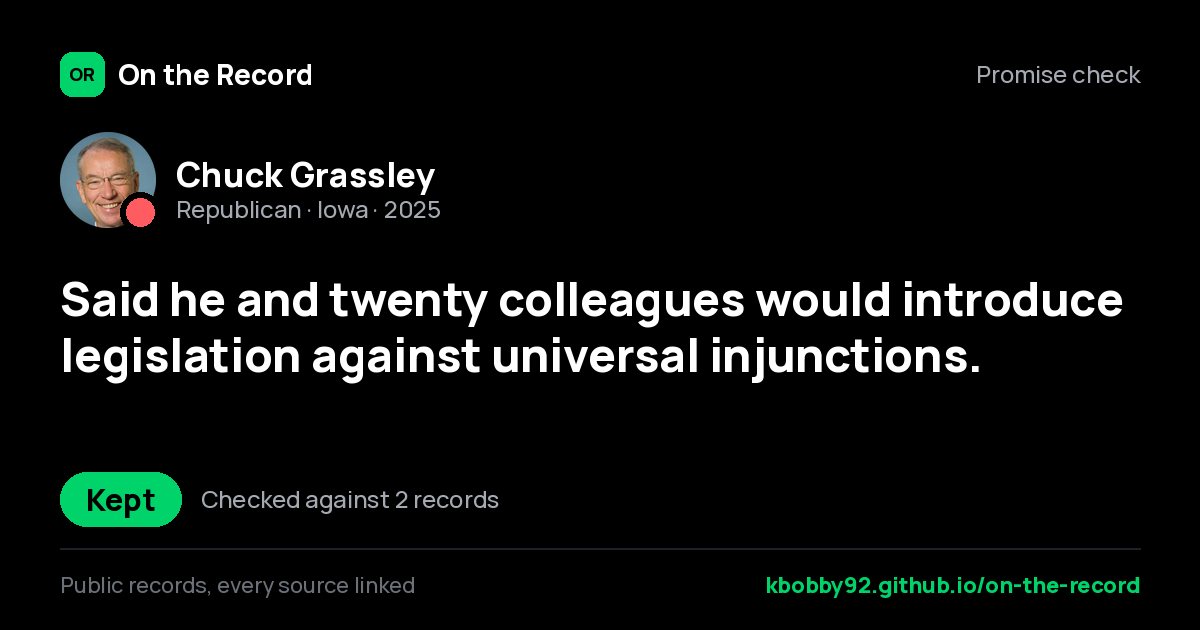 OR On the Record
Promise check
Chuck Grassley
Republican · Iowa · 2025
Said he and twenty colleagues would introduce
legislation against universal injunctions.
Kept
Checked against 2 records
Public records, every source linked
kbobby92.github.io/on-the-record